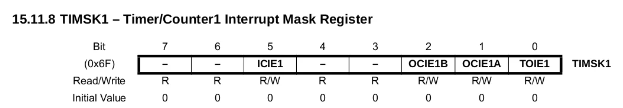 15.11.8 TIMSK1 – Timer/Counter1 Interrupt Mask Register
Bit 7 6 5 4 3 2 1 0
(0x6F) – – ICIE1 – – OCIE1B OCIE1A TOIE1 TIMSK1
Read/Write R R R/W R R R/W R/W R/W
Initial Value 0 0 0 0 0 0 0 0